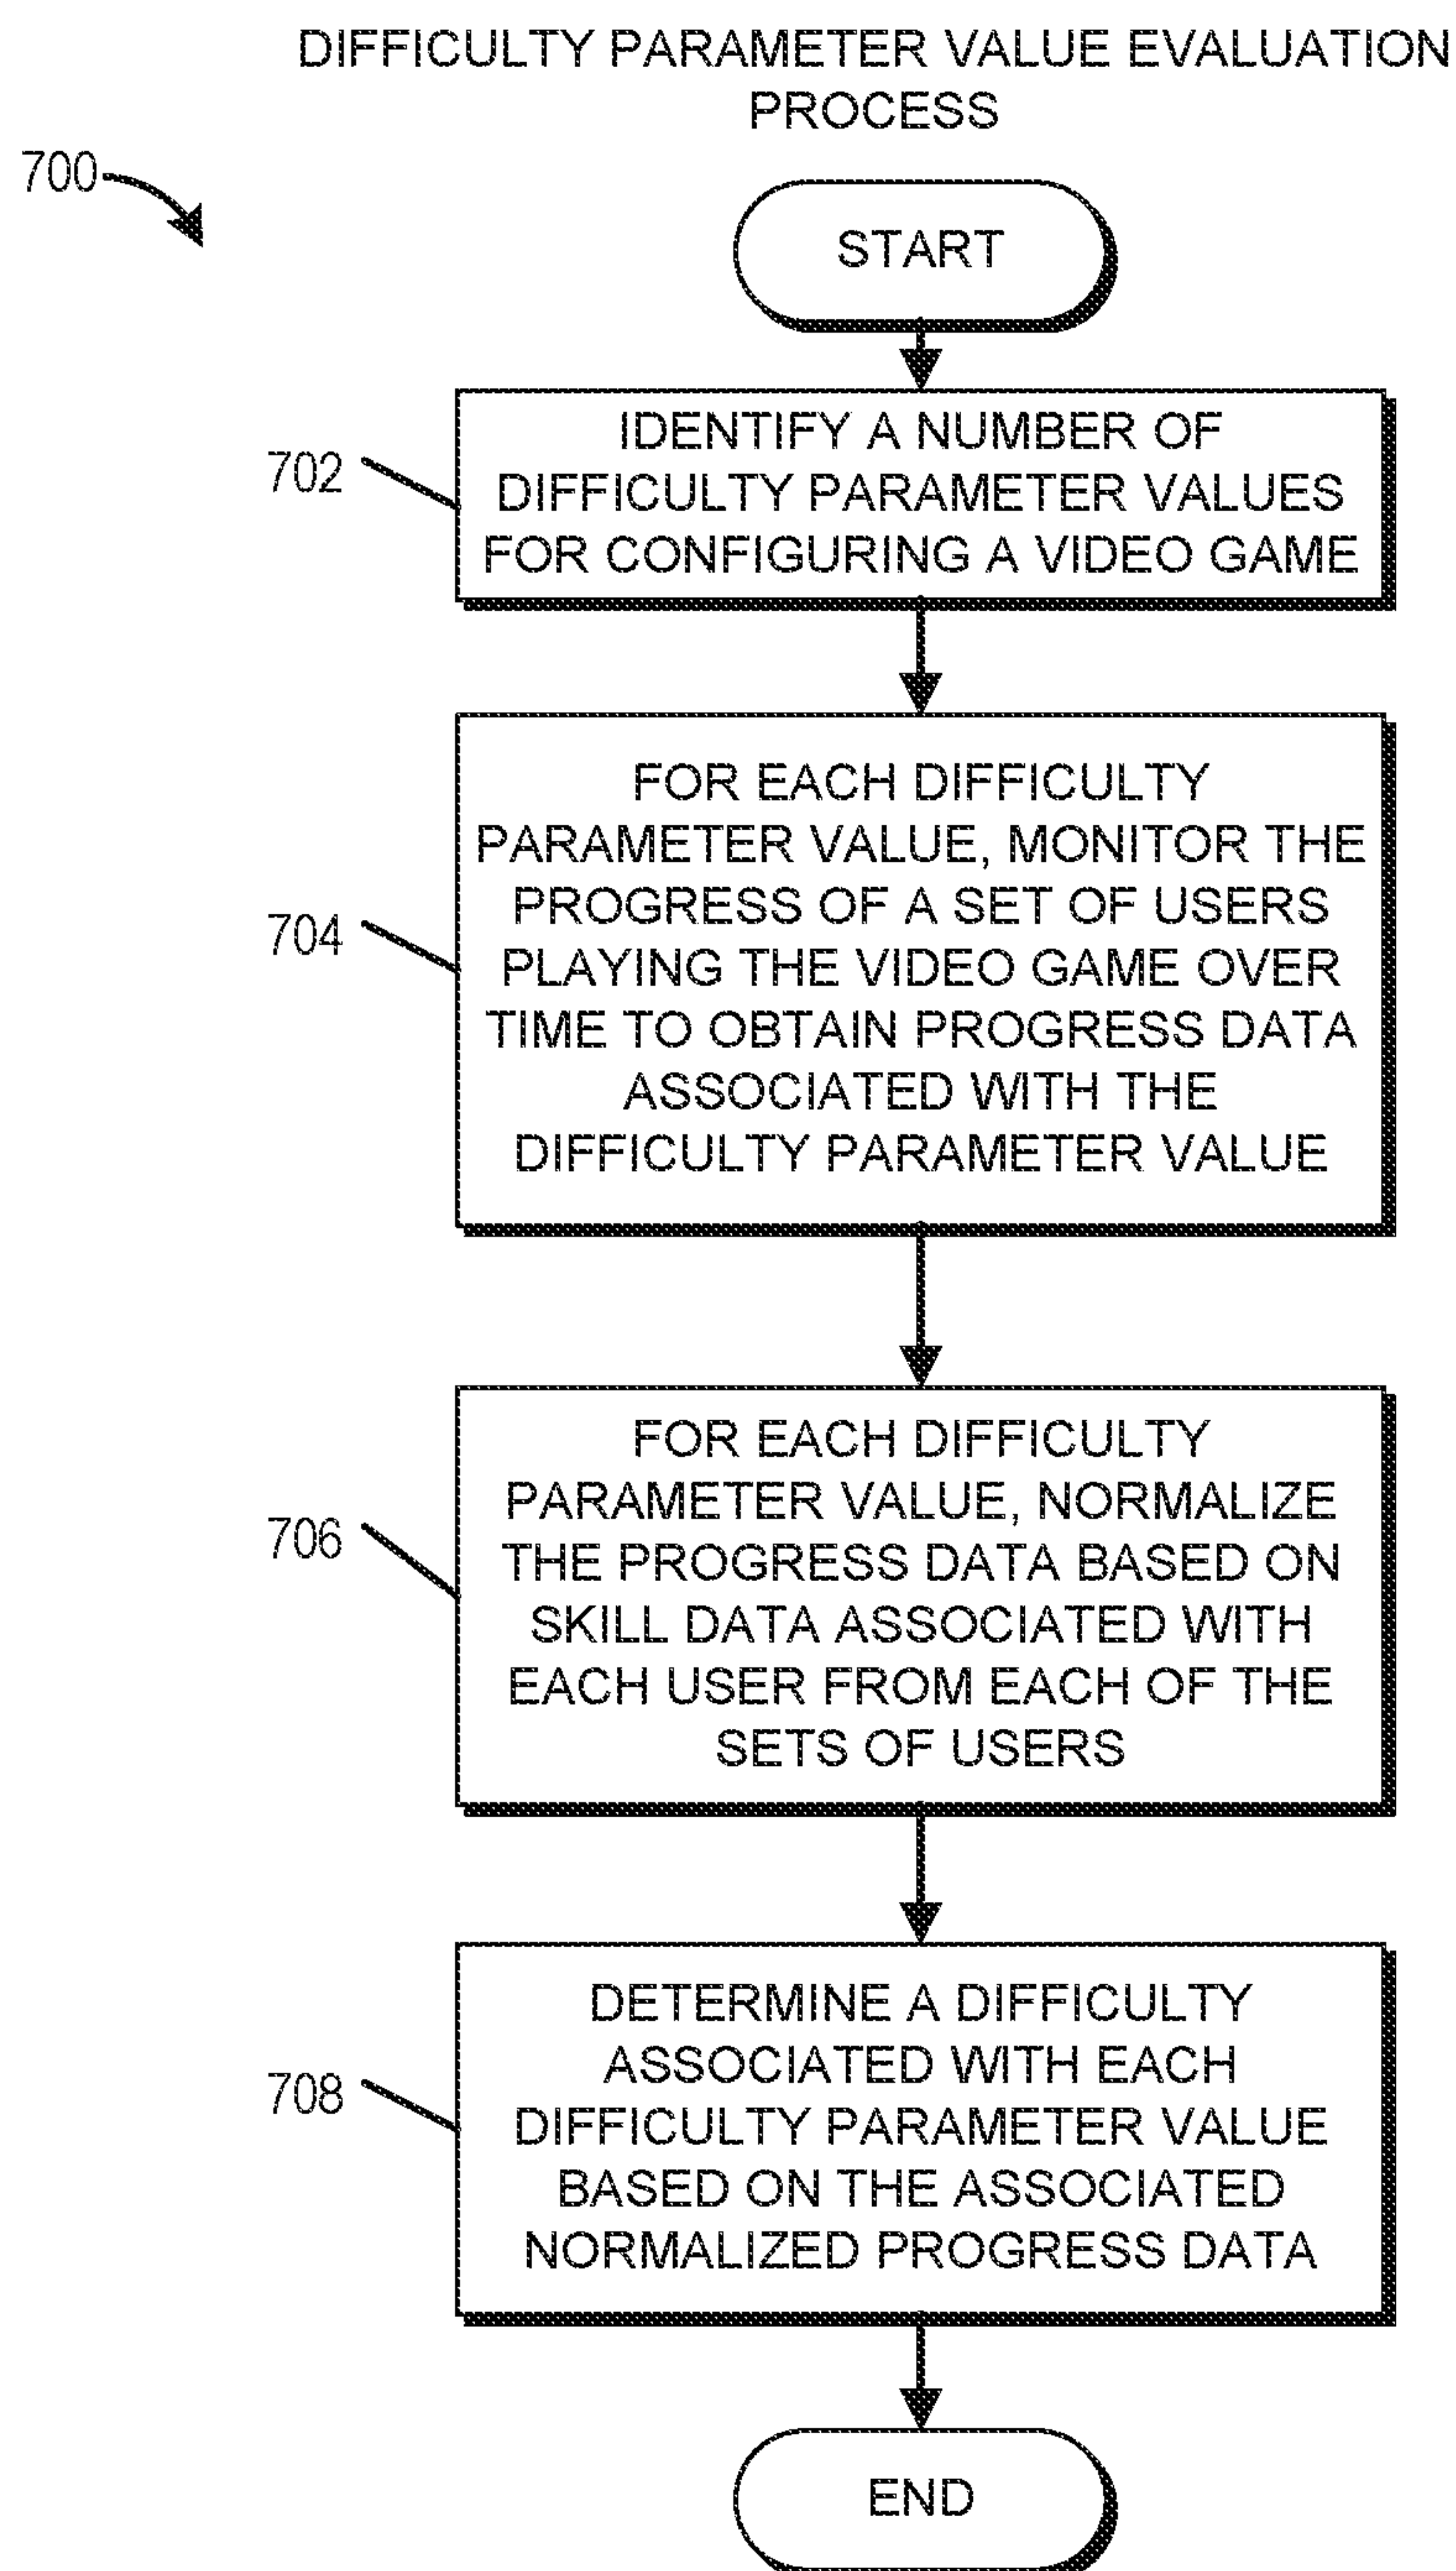 DIFFICULTY PARAMETER VALUE EVALUATION
PROCESS
700
START
702
IDENTIFY A NUMBER OF
DIFFICULTY PARAMETER VALUES
FOR CONFIGURING A VIDEO GAME
704
FOR EACH DIFFICULTY
PARAMETER VALUE, MONITOR THE
PROGRESS OF A SET OF USERS
PLAYING THE VIDEO GAME OVER
TIME TO OBTAIN PROGRESS DATA
ASSOCIATED WITH THE
DIFFICULTY PARAMETER VALUE
706
FOR EACH DIFFICULTY
PARAMETER VALUE, NORMALIZE
THE PROGRESS DATA BASED ON
SKILL DATA ASSOCIATED WITH
EACH USER FROM EACH OF THE
SETS OF USERS
708
DETERMINE A DIFFICULTY
ASSOCIATED WITH EACH
DIFFICULTY PARAMETER VALUE
BASED ON THE ASSOCIATED
NORMALIZED PROGRESS DATA
END